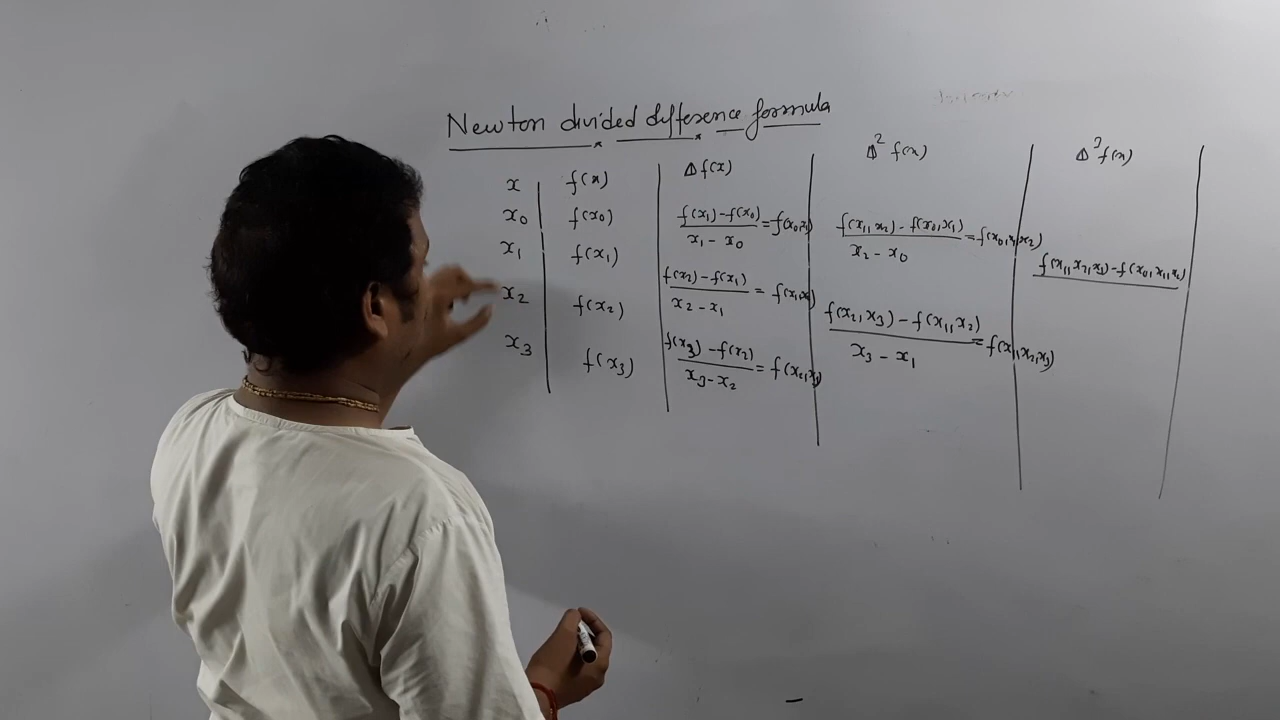 Newton divided difference formula
x f(x) Δf(x) Δ² f(x) Δ³ f(x)
x₀ f(x₀) f(x₁) - f(x₀) / x₁ - x₀ = f(x₀, x₁) f(x₁, x₂) - f(x₀, x₁) / x₂ - x₀ = f(x₀, x₁, x₂)
x₁ f(x₁) f(x₂) - f(x₁) / x₂ - x₁ = f(x₁, x₂) f(x₁, x₂, x₃) - f(x₀, x₁, x₂)
x₂ f(x₂) f(x₂, x₃) - f(x₁, x₂) / x₃ - x₁ = f(x₁, x₂, x₃)
x₃ f(x₃) f(x₃) - f(x₂) / x₃ - x₂ = f(x₂, x₃)